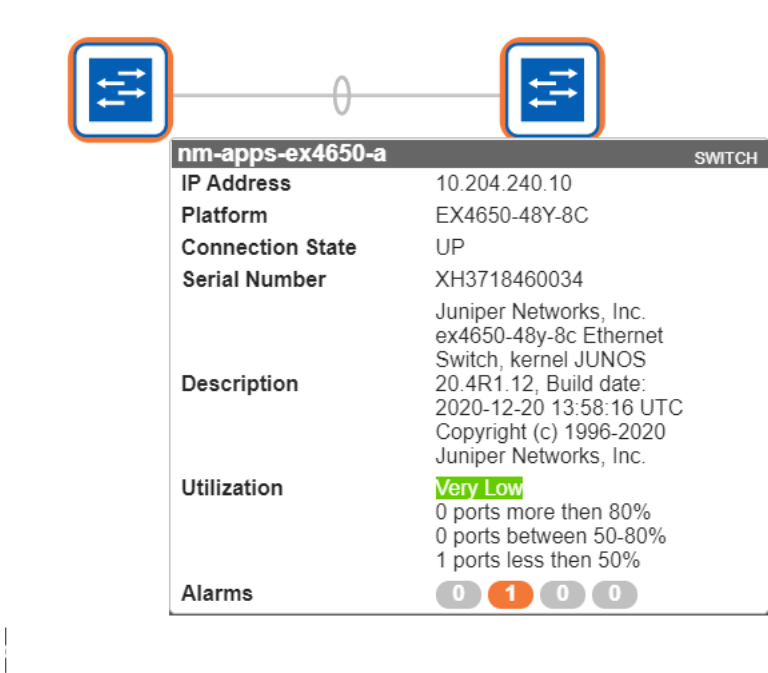 nm-apps-ex4650-a SWITCH
IP Address 10.204.240.10
Platform EX4650-48Y-8C
Connection State UP
Serial Number XH3718460034
Description Juniper Networks, Inc.
ex4650-48y-8c Ethernet
Switch, kernel JUNOS
20.4R1.12, Build date:
2020-12-20 13:58:16 UTC
Copyright (c) 1996-2020
Juniper Networks, Inc.
Utilization Very Low
0 ports more then 80%
0 ports between 50-80%
1 ports less then 50%
Alarms 0 1 0 0